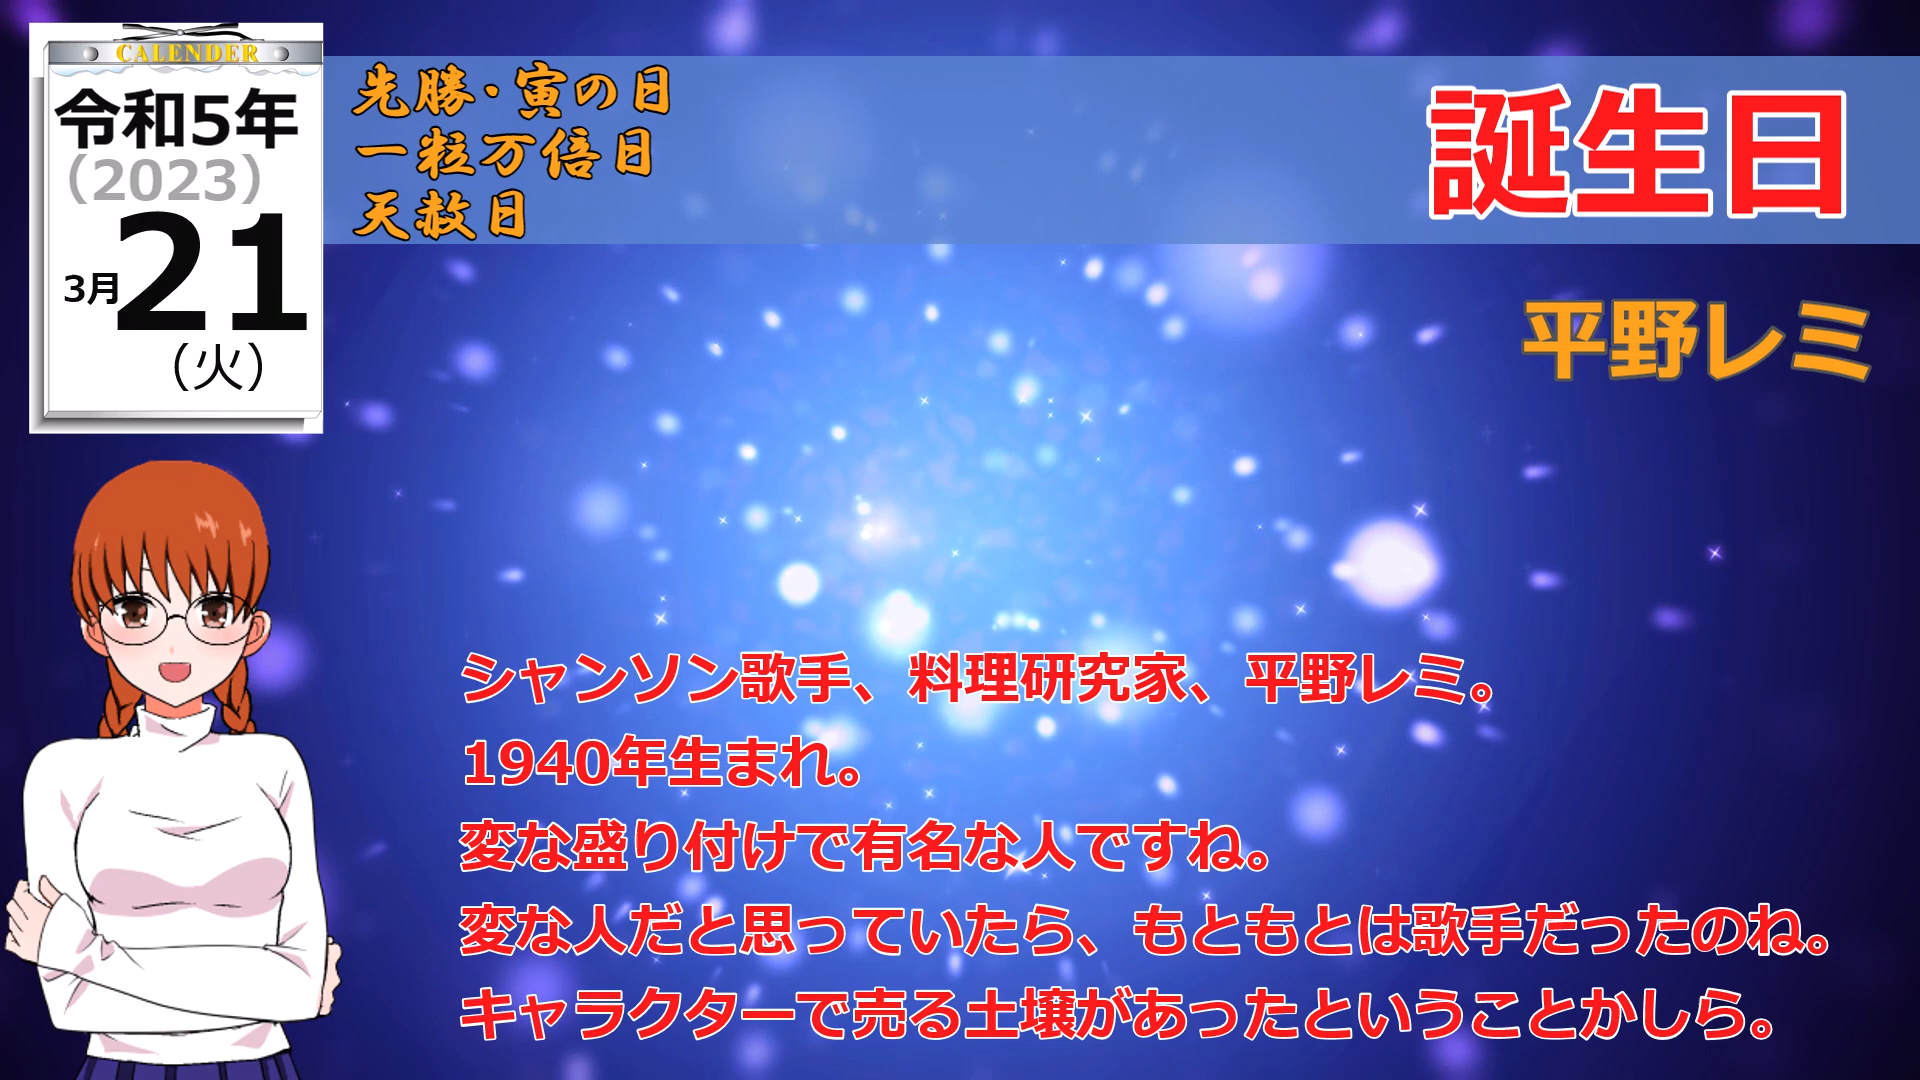 CALENDER
令和5年
（2023）
3月21
（火）
先勝・寅の日
一粒万倍日
天赦日
誕生日
平野レミ
シャンソン歌手、料理研究家、平野レミ。
1940年生まれ。
変な盛り付けで有名な人ですね。
変な人だと思っていたら、もともとは歌手だったのね。
キャラクターで売る土壌があったということかしら。